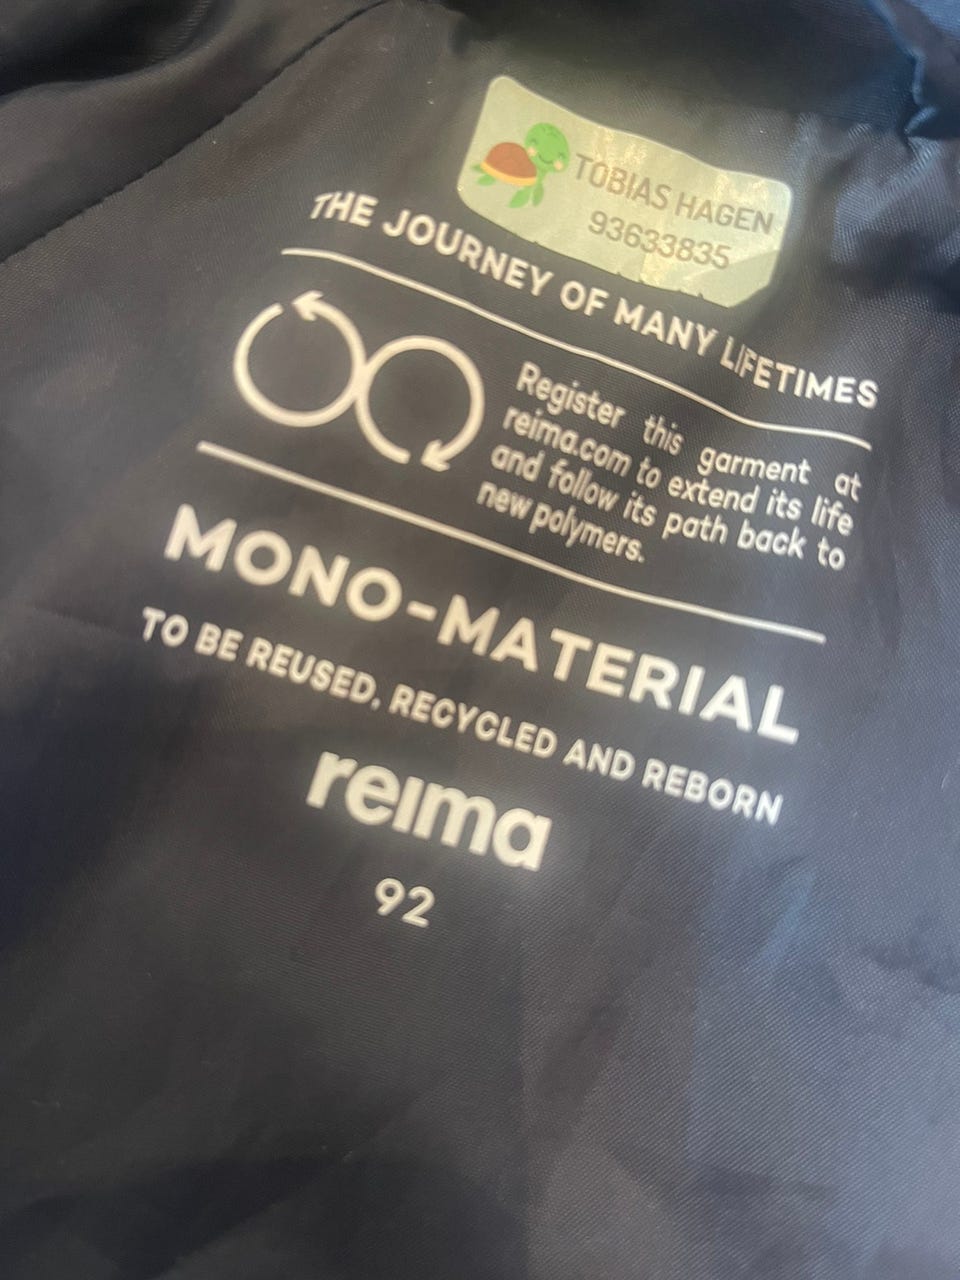 TOBIAS HAGEN
93633835
THE JOURNEY OF MANY LIFETIMES
Register this garment at
reima.com to extend its life
and follow its path back to
new polymers.
MONO-MATERIAL
TO BE REUSED, RECYCLED AND REBORN
reima
92